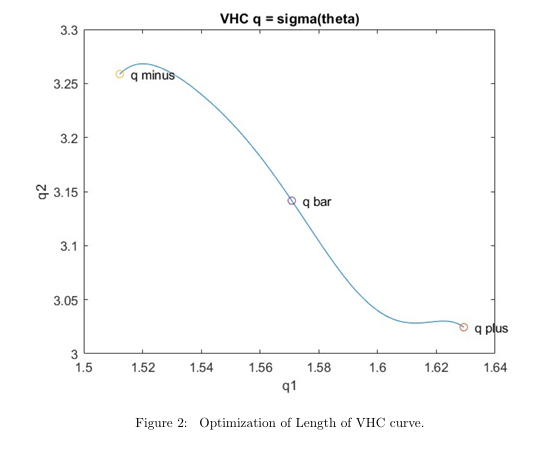 VHC q = sigma(theta)
3.3
3.25
3.2
3.15
3.1
3.05
3
q2
q minus
q bar
q plus
1.5 1.52 1.54 1.56 1.58 1.6 1.62 1.64
q1
Figure 2: Optimization of Length of VHC curve.